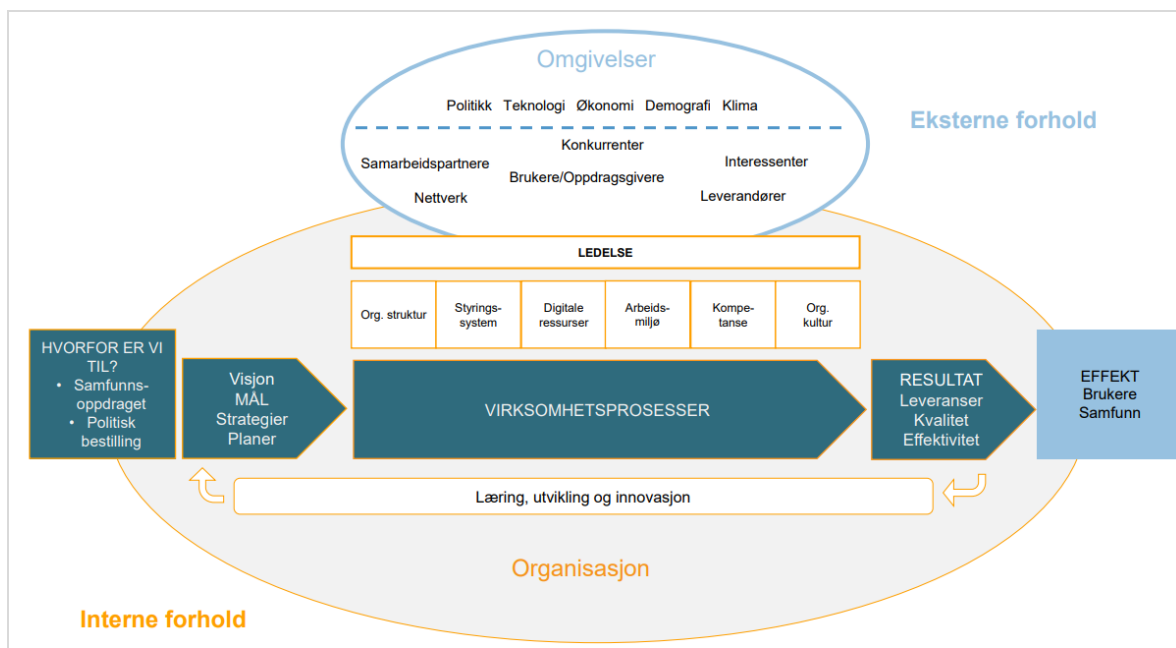 Omgivelser
Politikk Teknologi Økonomi Demografi Klima
Eksterne forhold
Konkurrenter
Samarbeidspartnere
Interessenter
Brukere/Oppdragsgivere
Nettverk
Leverandører
LEDELSE
Org. struktur
Styrings-
system
Digitale
ressurser
Arbeids-
miljø
Kompe-
tanse
Org.
kultur
HVORFOR ER VI
TIL?
• Samfunns-
oppdraget
• Politisk
bestilling
Visjon
MÅL
Strategier
Planer
VIRKSOMHETSPROSESSER
RESULTAT
Leveranser
Kvalitet
Effektivitet
EFFEKT
Brukere
Samfunn
Læring, utvikling og innovasjon
Organisasjon
Interne forhold